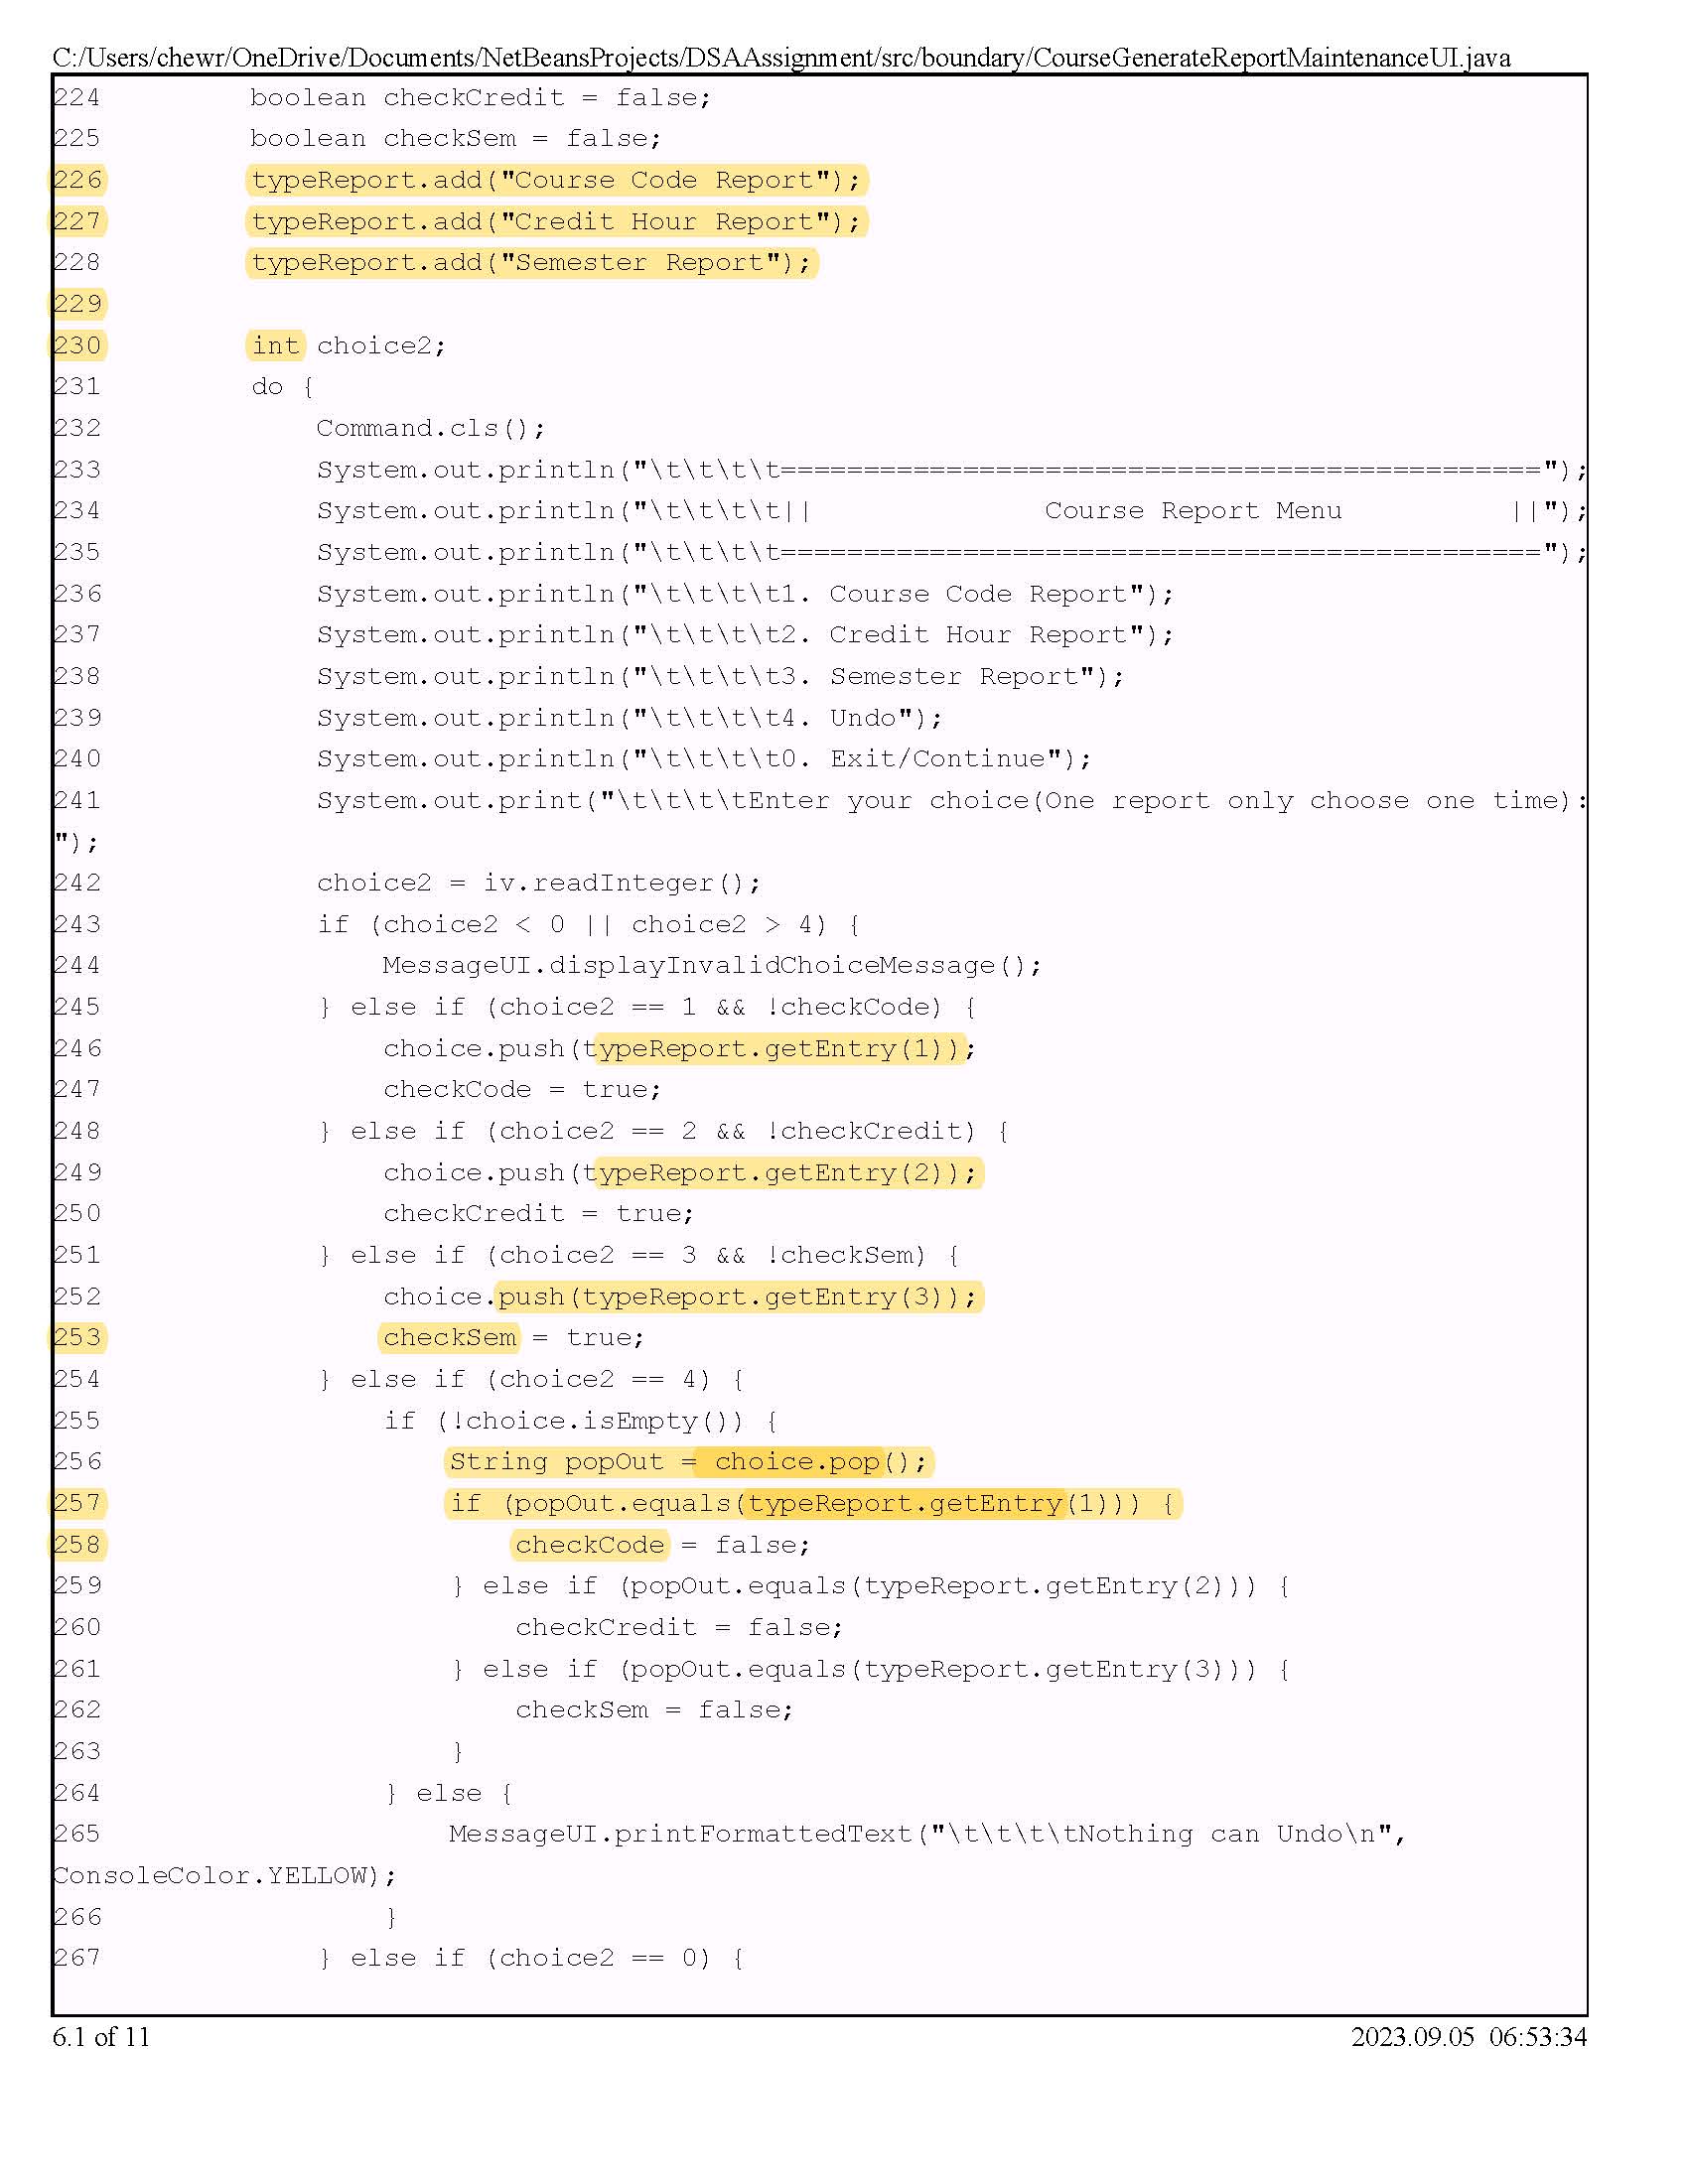 C:/Users/chewr/OneDrive/Documents/NetBeansProjects/DSAAssignment/src/boundary/CourseGenerateReportMaintenanceUI.java
224         boolean checkCredit = false;
225         boolean checkSem = false;
226         typeReport.add("Course Code Report");
227         typeReport.add("Credit Hour Report");
228         typeReport.add("Semester Report");
229
230         int choice2;
231         do {
232             Command.cls();
233             System.out.println("\t\t\t\t==============================================");
234             System.out.println("\t\t\t\t||              Course Report Menu          ||");
235             System.out.println("\t\t\t\t==============================================");
236             System.out.println("\t\t\t\t1. Course Code Report");
237             System.out.println("\t\t\t\t2. Credit Hour Report");
238             System.out.println("\t\t\t\t3. Semester Report");
239             System.out.println("\t\t\t\t4. Undo");
240             System.out.println("\t\t\t\t0. Exit/Continue");
241             System.out.print("\t\t\t\tEnter your choice(One report only choose one time):
");
242             choice2 = iv.readInteger();
243             if (choice2 < 0 || choice2 > 4) {
244                 MessageUI.displayInvalidChoiceMessage();
245             } else if (choice2 == 1 && !checkCode) {
246                 choice.push(typeReport.getEntry(1));
247                 checkCode = true;
248             } else if (choice2 == 2 && !checkCredit) {
249                 choice.push(typeReport.getEntry(2));
250                 checkCredit = true;
251             } else if (choice2 == 3 && !checkSem) {
252                 choice.push(typeReport.getEntry(3));
253                 checkSem = true;
254             } else if (choice2 == 4) {
255                 if (!choice.isEmpty()) {
256                     String popOut = choice.pop();
257                     if (popOut.equals(typeReport.getEntry(1))) {
258                         checkCode = false;
259                     } else if (popOut.equals(typeReport.getEntry(2))) {
260                         checkCredit = false;
261                     } else if (popOut.equals(typeReport.getEntry(3))) {
262                         checkSem = false;
263                     }
264                 } else {
265                     MessageUI.printFormattedText("\t\t\t\tNothing can Undo\n",
ConsoleColor.YELLOW);
266                 }
267             } else if (choice2 == 0) {
6.1 of 11
2023.09.05 06:53:34